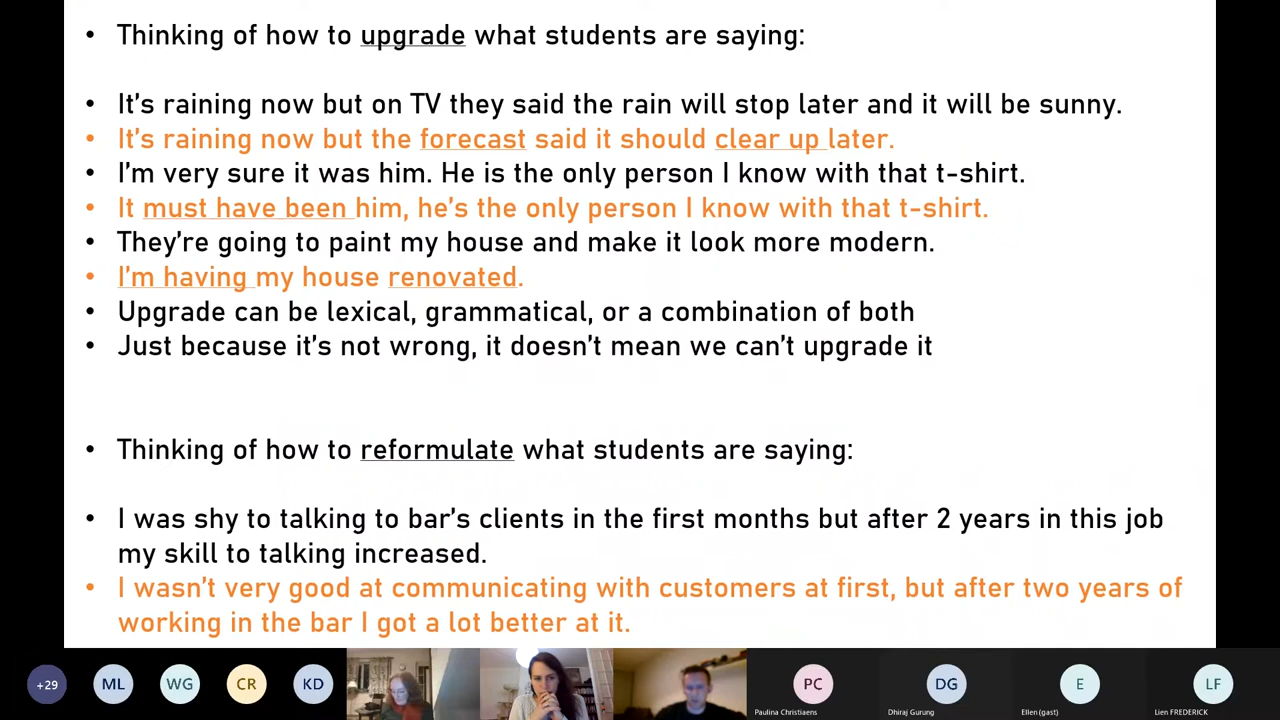 • Thinking of how to upgrade what students are saying:
• It's raining now but on TV they said the rain will stop later and it will be sunny.
• It's raining now but the forecast said it should clear up later.
• I'm very sure it was him. He is the only person I know with that t-shirt.
• It must have been him, he's the only person I know with that t-shirt.
• They're going to paint my house and make it look more modern.
• I'm having my house renovated.
• Upgrade can be lexical, grammatical, or a combination of both
• Just because it's not wrong, it doesn't mean we can't upgrade it
• Thinking of how to reformulate what students are saying:
• I was shy to talking to bar's clients in the first months but after 2 years in this job
my skill to talking increased.
• I wasn't very good at communicating with customers at first, but after two years of
working in the bar I got a lot better at it.
+29 ML WG CR KD PC DG E LF
Paulina Christiaens Dhiraj Gurung Ellen (gast) Lien FREDERICK